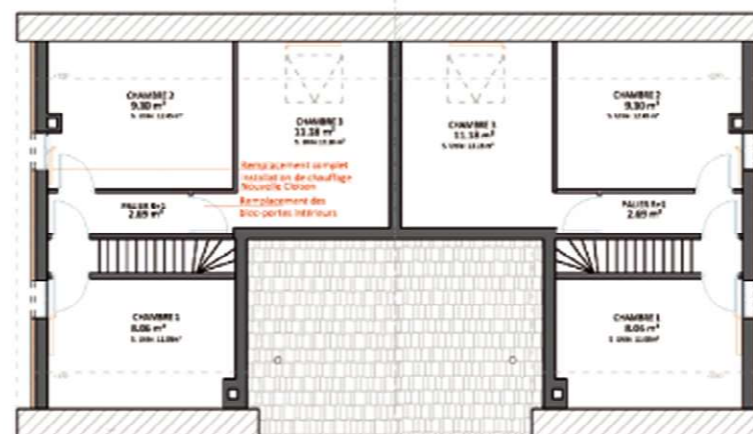 CHAMBRE 2
9.30 m²
CHAMBRE 3
11.18 m²
CHAMBRE 3
11.18 m²
CHAMBRE 2
9.30 m²
Remplacement complet
Installation de chauffage
Nouvelle Cloison
Remplacement des
bloc-portes intérieurs
PALIER R+1
2.69 m²
PALIER R+1
2.69 m²
CHAMBRE 1
8.06 m²
CHAMBRE 1
8.06 m²